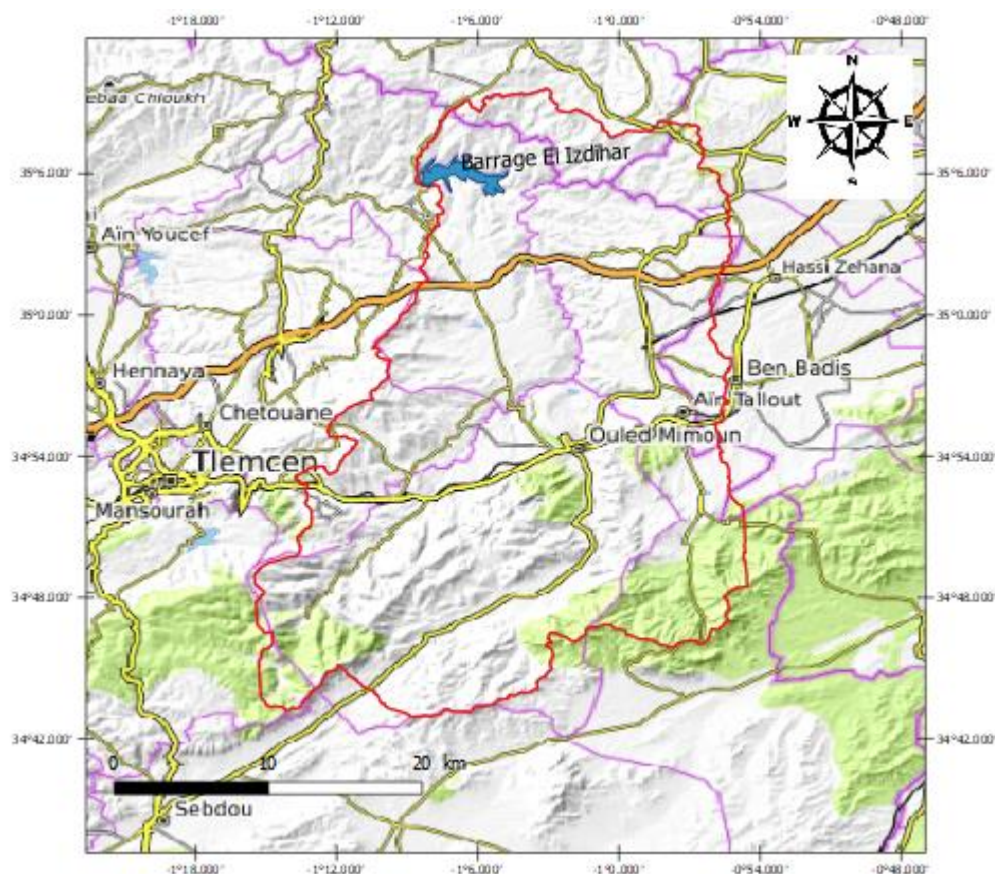 -1°18.000' -1°12.000' -1°6.000' -1°0.000' -0°54.000' -0°48.000'
N
W E
S
ebaa Chloukh
Barrage El Izdihar
35°6.000' 35°6.000'
Aïn Youcef
Hassi Zehana
35°0.000' 35°0.000'
Hennaya
Ben Badis
Aïn Tallout
Chetouane
Ouled Mimoun
34°54.000' 34°54.000'
Tlemcen
Mansourah
34°48.000' 34°48.000'
34°42.000' 34°42.000'
0 10 20 km
Sebdou
-1°18.000' -1°12.000' -1°6.000' -1°0.000' -0°54.000' -0°48.000'